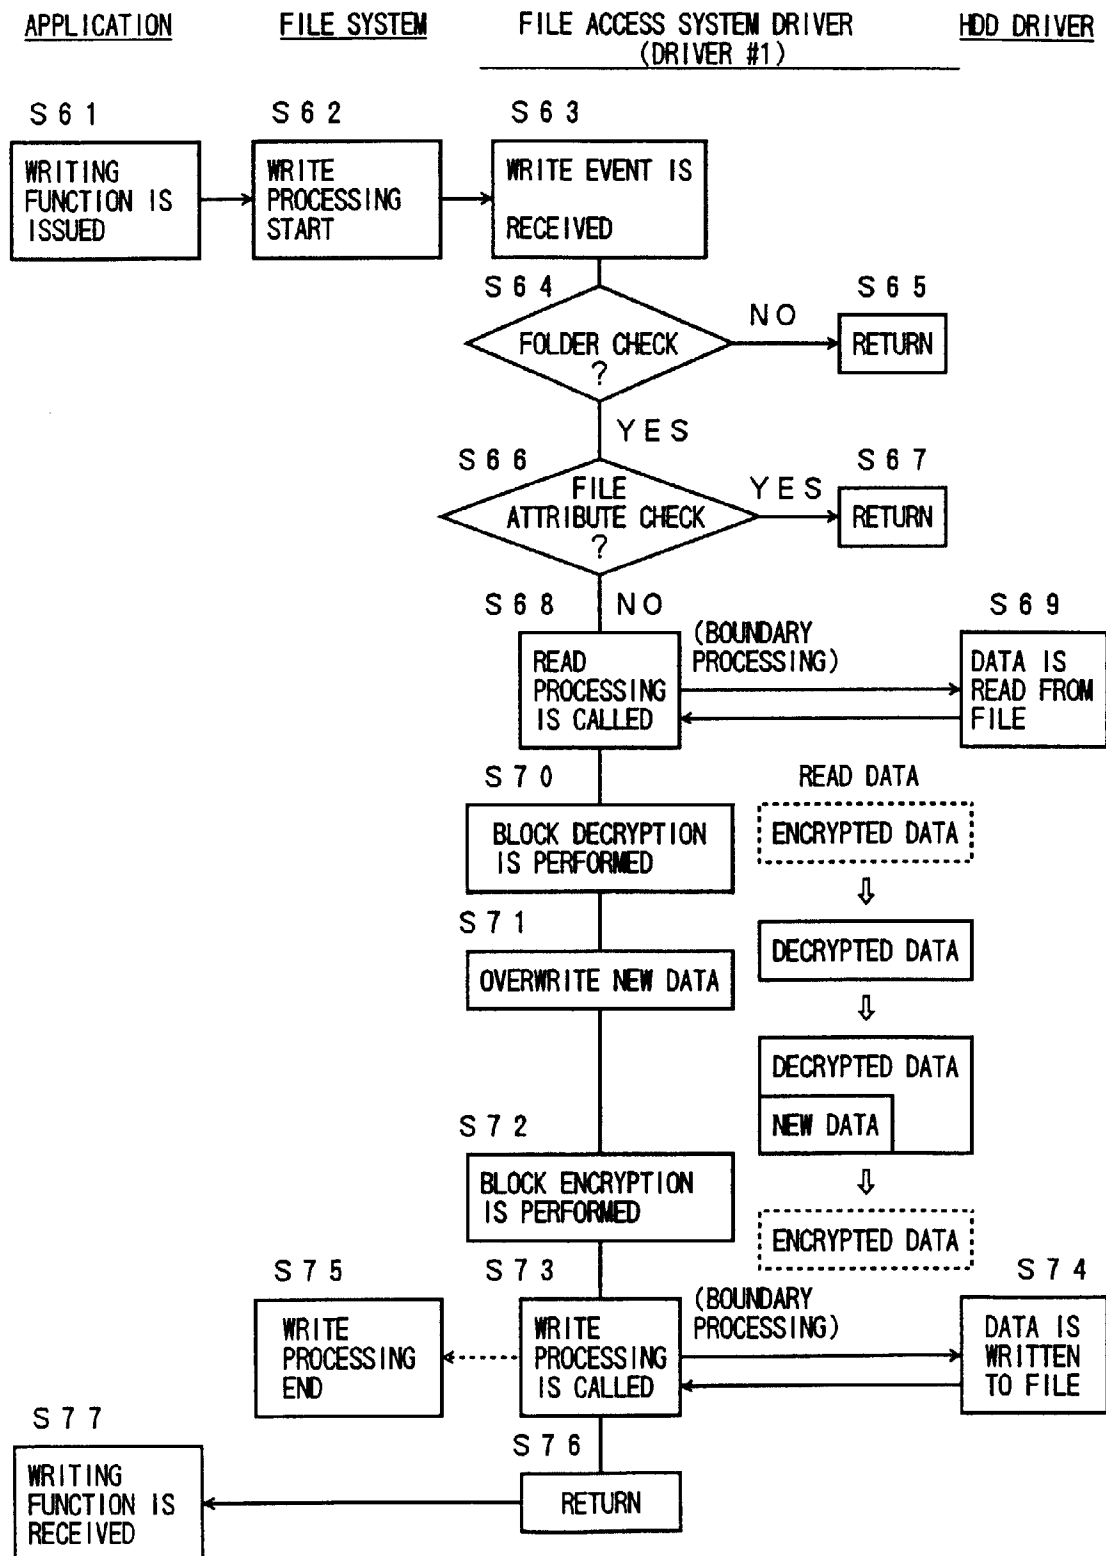 APPLICATION
FILE SYSTEM
FILE ACCESS SYSTEM DRIVER
(DRIVER #1)
HDD DRIVER
S61
WRITING
FUNCTION IS
ISSUED
S62
WRITE
PROCESSING
START
S63
WRITE EVENT IS
RECEIVED
S64
FOLDER CHECK
?
NO
S65
RETURN
YES
S66
FILE
ATTRIBUTE CHECK
?
YES
S67
RETURN
NO
S68
READ
PROCESSING
IS CALLED
(BOUNDARY
PROCESSING)
S69
DATA IS
READ FROM
FILE
S70
BLOCK DECRYPTION
IS PERFORMED
READ DATA
ENCRYPTED DATA
⇩
S71
OVERWRITE NEW DATA
DECRYPTED DATA
⇩
DECRYPTED DATA
NEW DATA
⇩
S72
BLOCK ENCRYPTION
IS PERFORMED
ENCRYPTED DATA
S73
WRITE
PROCESSING
IS CALLED
(BOUNDARY
PROCESSING)
S74
DATA IS
WRITTEN
TO FILE
S75
WRITE
PROCESSING
END
S76
RETURN
S77
WRITING
FUNCTION IS
RECEIVED